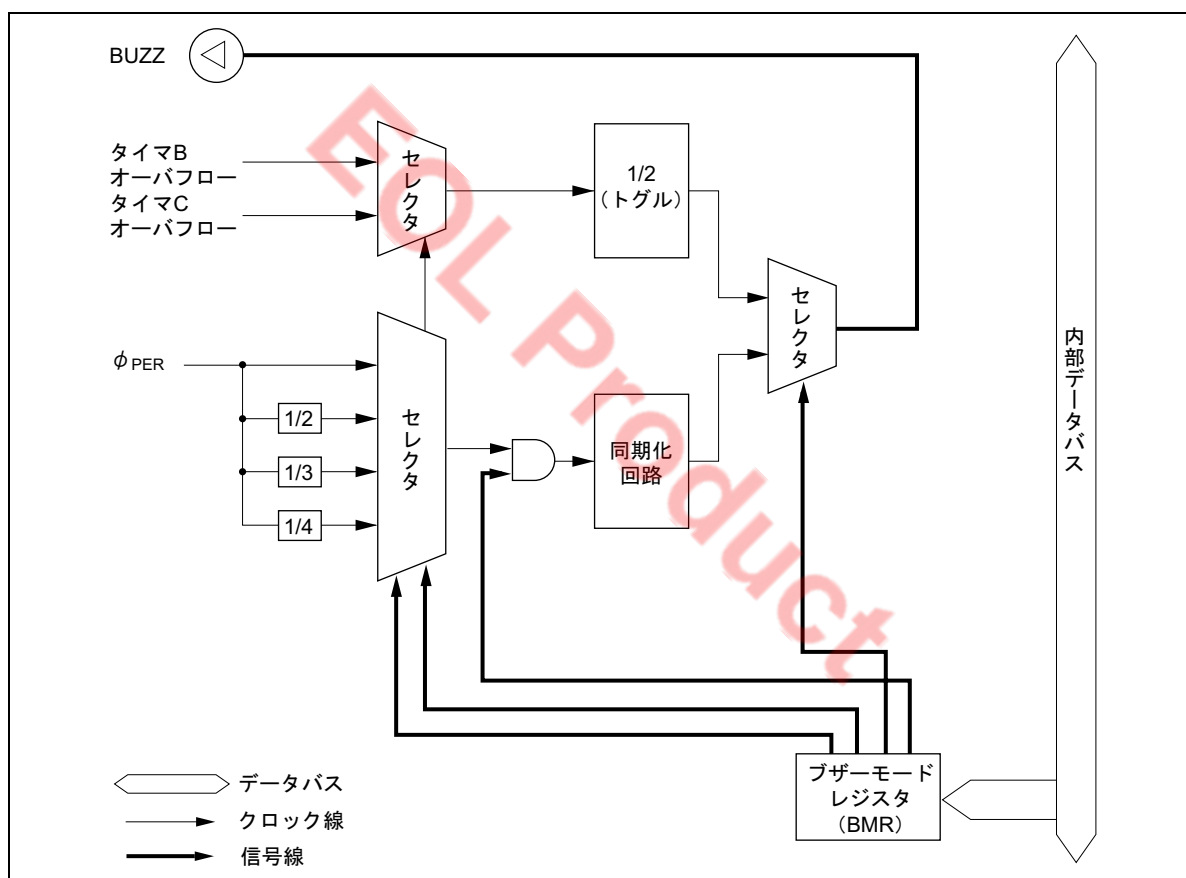 BUZZ
タイマB
オーバフロー
タイマC
オーバフロー
セレクタ
1/2
(トグル)
セレクタ
φPER
1/2
1/3
1/4
セレクタ
同期化
回路
内部データバス
ブザーモード
レジスタ
(BMR)
データバス
クロック線
信号線
EOL Product